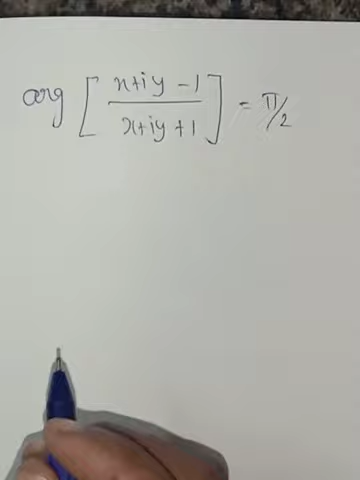 arg [ x+iy -1 / x+iy +1 ] = π/2